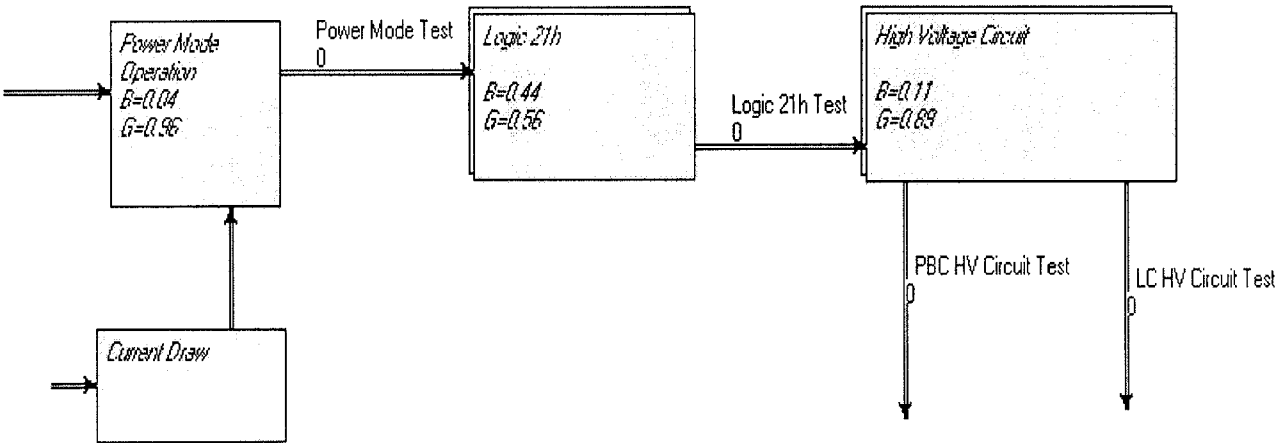 Power Mode
Operation
B=0.04
G=0.96
Power Mode Test
0
Logic 21h
B=0.44
G=0.56
Logic 21h Test
0
High Voltage Circuit
B=0.11
G=0.89
PBC HV Circuit Test
0
LC HV Circuit Test
0
Current Draw